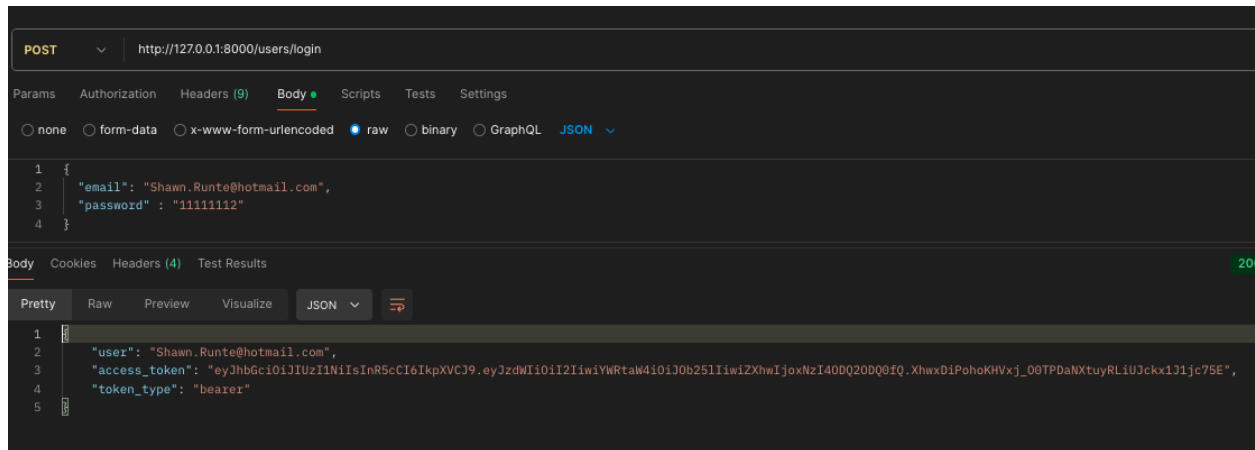 POST http://127.0.0.1:8000/users/login
Params Authorization Headers (9) Body Scripts Tests Settings
none form-data x-www-form-urlencoded raw binary GraphQL JSON
1 {
2 "email": "Shawn.Runte@hotmail.com",
3 "password" : "11111112"
4 }
Body Cookies Headers (4) Test Results 200
Pretty Raw Preview Visualize JSON
1 {
2 "user": "Shawn.Runte@hotmail.com",
3 "access_token": "eyJhbGciOiJIUzI1NiIsInR5cCI6IkpXVCJ9.eyJzdWIiOiI2IiwiYWRtaW4iOiJOb25lIiwiZXhwIjoxNzI4ODQ2ODQ0fQ.XhwxDiPohoKHVxj_O0TPDaNXtuyRLiUJckx1J1jc75E",
4 "token_type": "bearer"
5 }